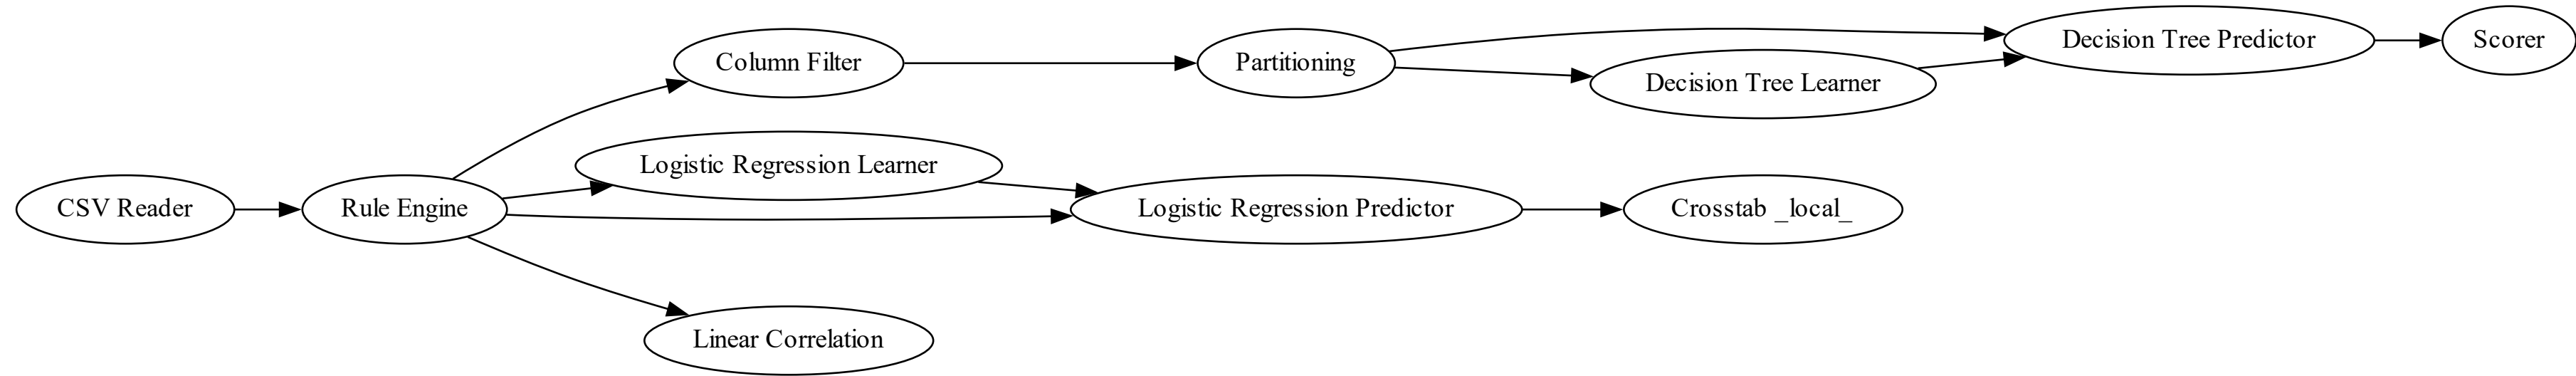 CSV Reader
Rule Engine
Column Filter
Logistic Regression Learner
Linear Correlation
Partitioning
Logistic Regression Predictor
Decision Tree Learner
Crosstab _local_
Decision Tree Predictor
Scorer